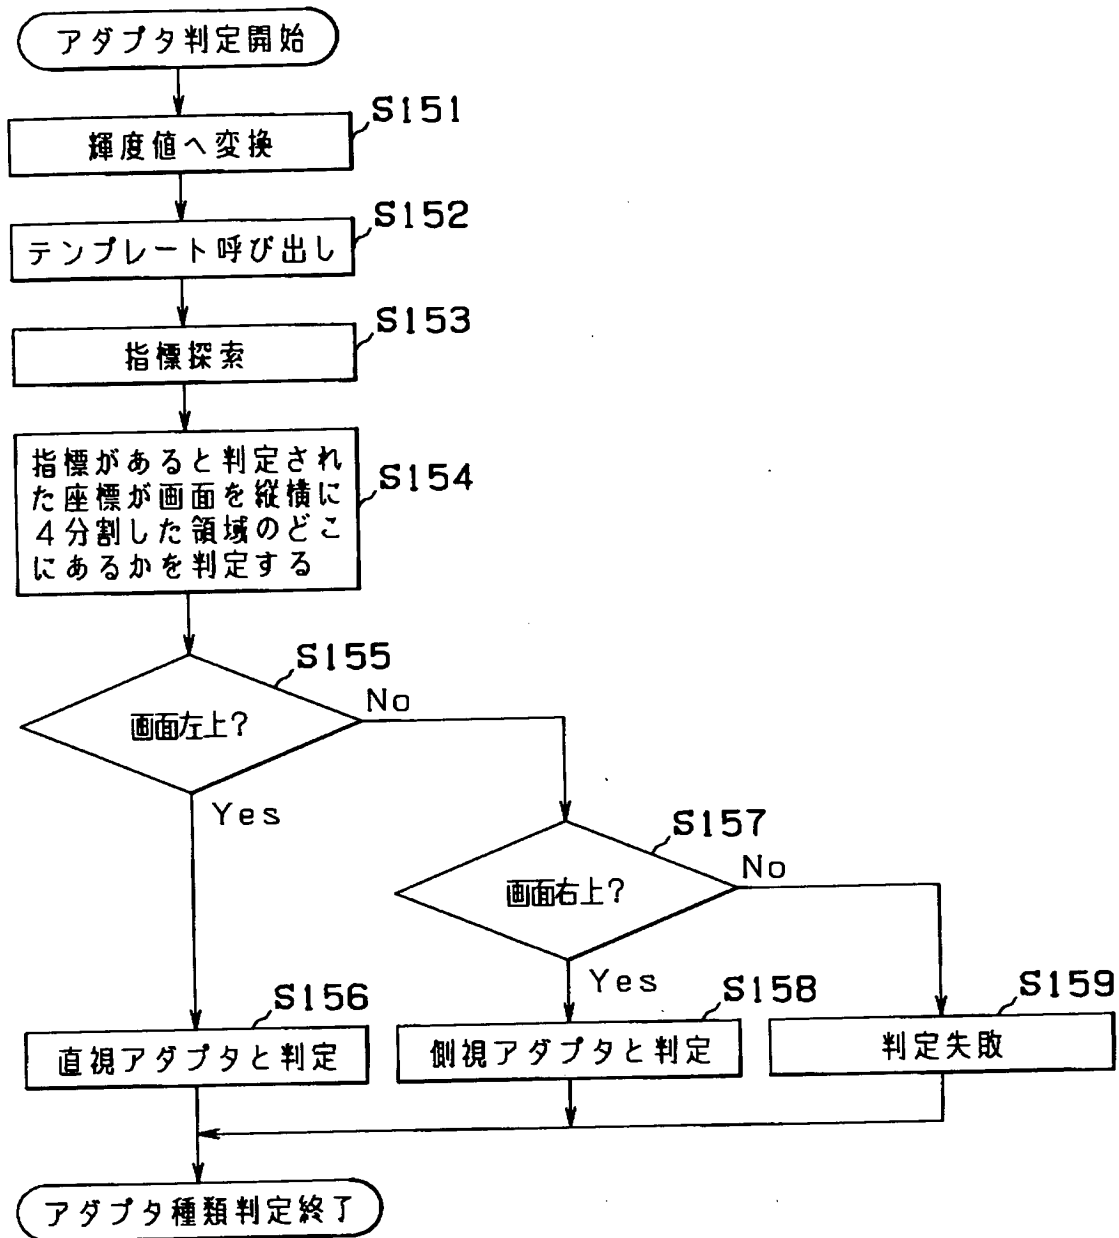 アダプタ判定開始
S151
輝度値へ変換
S152
テンプレート呼び出し
S153
指標探索
S154
指標があると判定され
た座標が画面を縦横に
4分割した領域のどこ
にあるかを判定する
S155
画面左上?
No
Yes
S157
画面右上?
No
Yes
S156
直視アダプタと判定
S158
側視アダプタと判定
S159
判定失敗
アダプタ種類判定終了